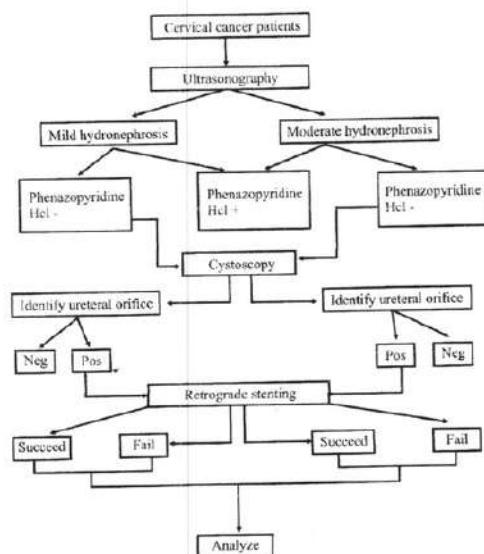 Cervical cancer patients
Ultrasonography
Mild hydronephrosis
Moderate hydronephrosis
Phenazopyridine
Hcl -
Phenazopyridine
Hcl +
Phenazopyridine
Hcl -
Cystoscopy
Identify ureteral orifice
Identify ureteral orifice
Neg
Pos
Pos
Neg
Retrograde stenting
Succeed
Fail
Succeed
Fail
Analyze